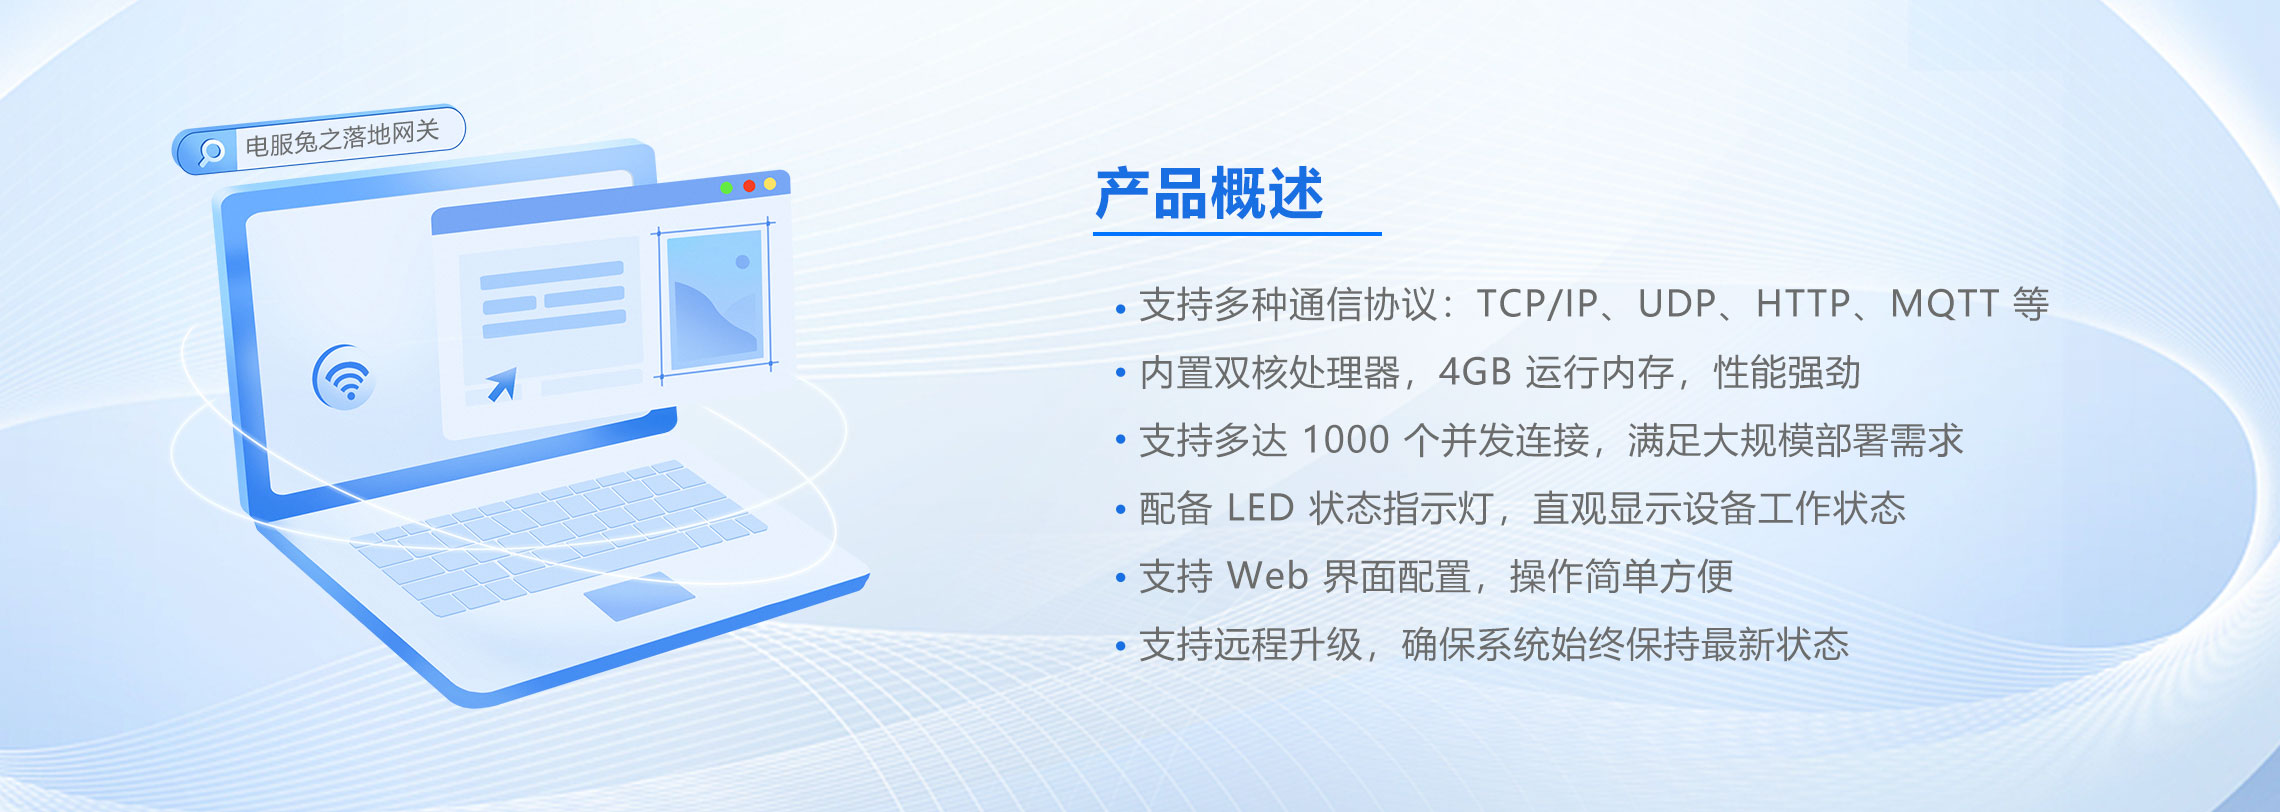 电服兔之落地网关
产品概述
• 支持多种通信协议：TCP/IP、UDP、HTTP、MQTT 等
• 内置双核处理器，4GB 运行内存，性能强劲
• 支持多达 1000 个并发连接，满足大规模部署需求
• 配备 LED 状态指示灯，直观显示设备工作状态
• 支持 Web 界面配置，操作简单方便
• 支持远程升级，确保系统始终保持最新状态